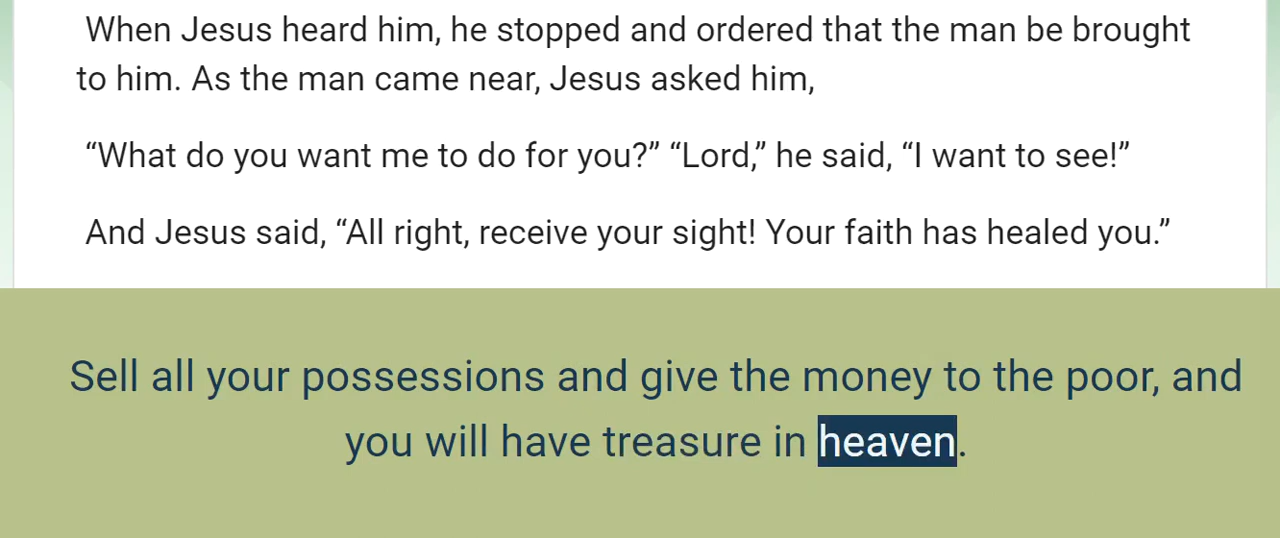 When Jesus heard him, he stopped and ordered that the man be brought
to him. As the man came near, Jesus asked him,
“What do you want me to do for you?” “Lord,” he said, “I want to see!”
And Jesus said, “All right, receive your sight! Your faith has healed you.”
Sell all your possessions and give the money to the poor, and
you will have treasure in heaven.